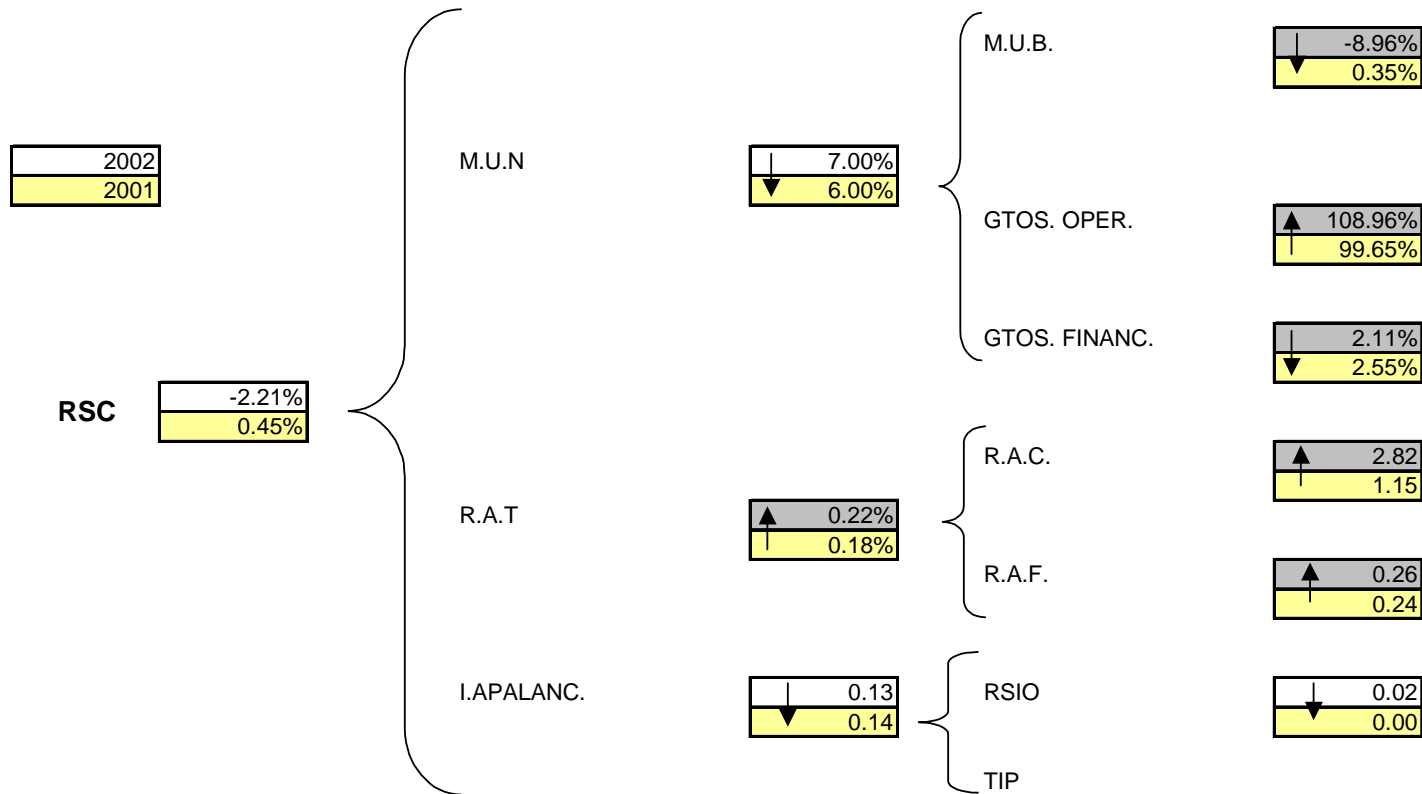 M.U.B.
-8.96%
0.35%
2002
2001
M.U.N
7.00%
6.00%
GTOS. OPER.
108.96%
99.65%
GTOS. FINANC.
2.11%
2.55%
RSC
-2.21%
0.45%
R.A.C.
2.82
1.15
R.A.T
0.22%
0.18%
R.A.F.
0.26
0.24
I.APALANC.
0.13
0.14
RSIO
0.02
0.00
TIP